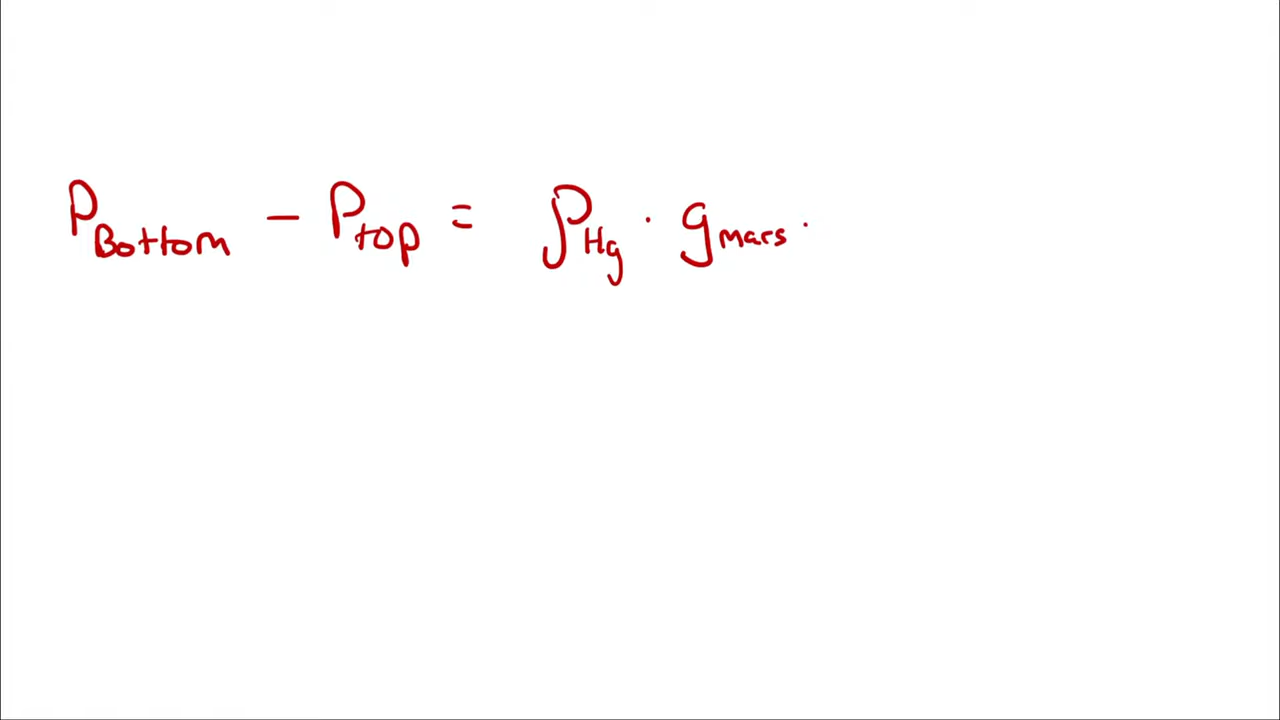 P_Bottom - P_top = ρ_Hg · g_mars ·